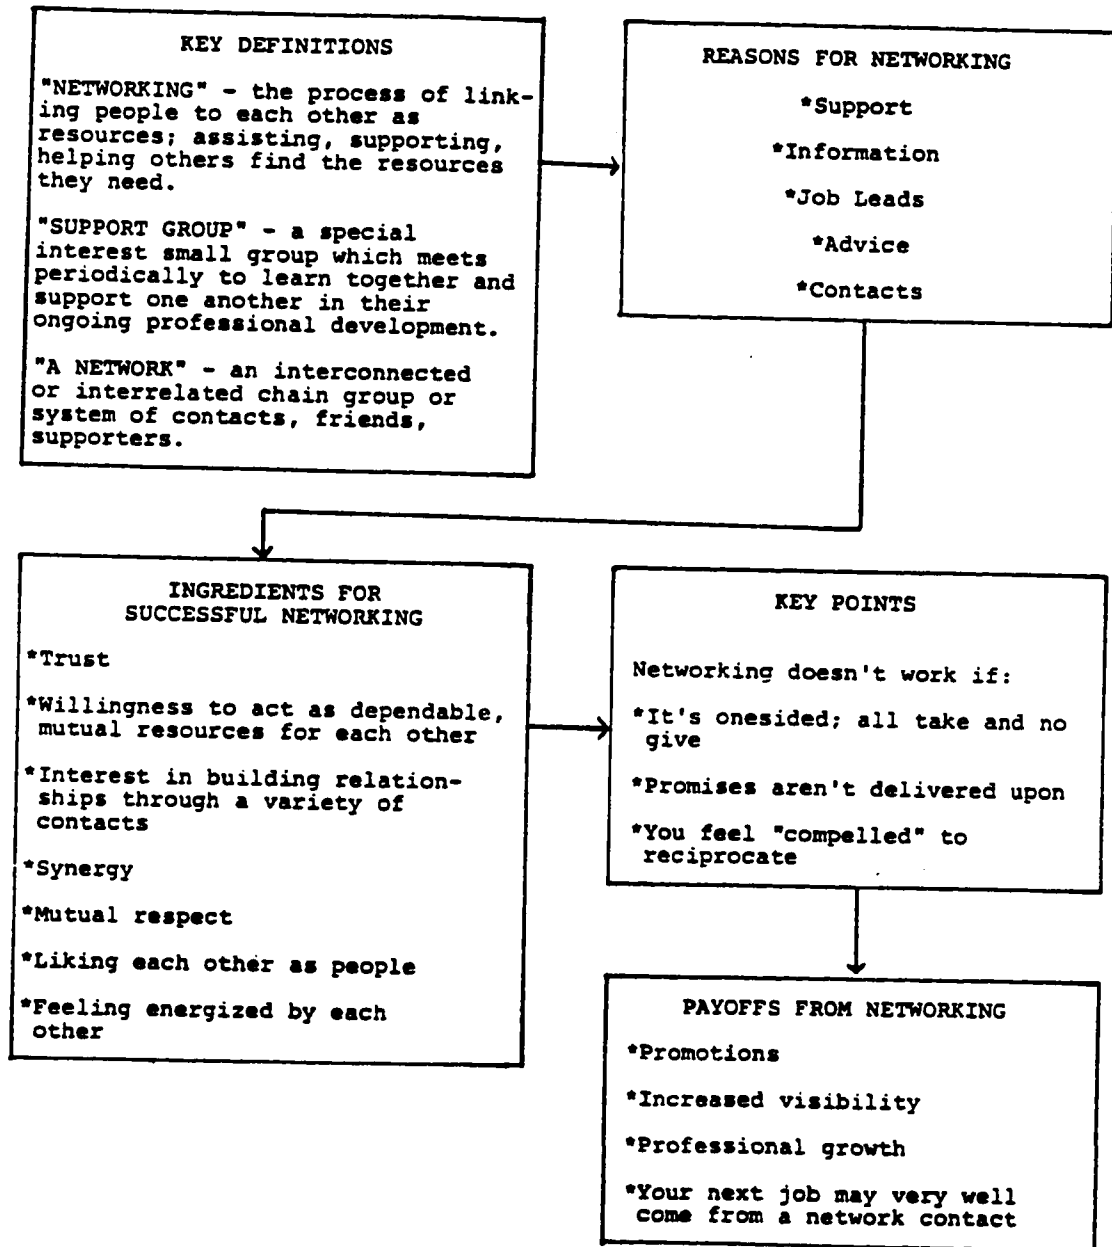 KEY DEFINITIONS
"NETWORKING" - the process of link-
ing people to each other as
resources; assisting, supporting,
helping others find the resources
they need.
"SUPPORT GROUP" - a special
interest small group which meets
periodically to learn together and
support one another in their
ongoing professional development.
"A NETWORK" - an interconnected
or interrelated chain group or
system of contacts, friends,
supporters.
REASONS FOR NETWORKING
*Support
*Information
*Job Leads
*Advice
*Contacts
INGREDIENTS FOR
SUCCESSFUL NETWORKING
*Trust
*Willingness to act as dependable,
mutual resources for each other
*Interest in building relation-
ships through a variety of
contacts
*Synergy
*Mutual respect
*Liking each other as people
*Feeling energized by each
other
KEY POINTS
Networking doesn't work if:
*It's onesided; all take and no
give
*Promises aren't delivered upon
*You feel "compelled" to
reciprocate
PAYOFFS FROM NETWORKING
*Promotions
*Increased visibility
*Professional growth
*Your next job may very well
come from a network contact